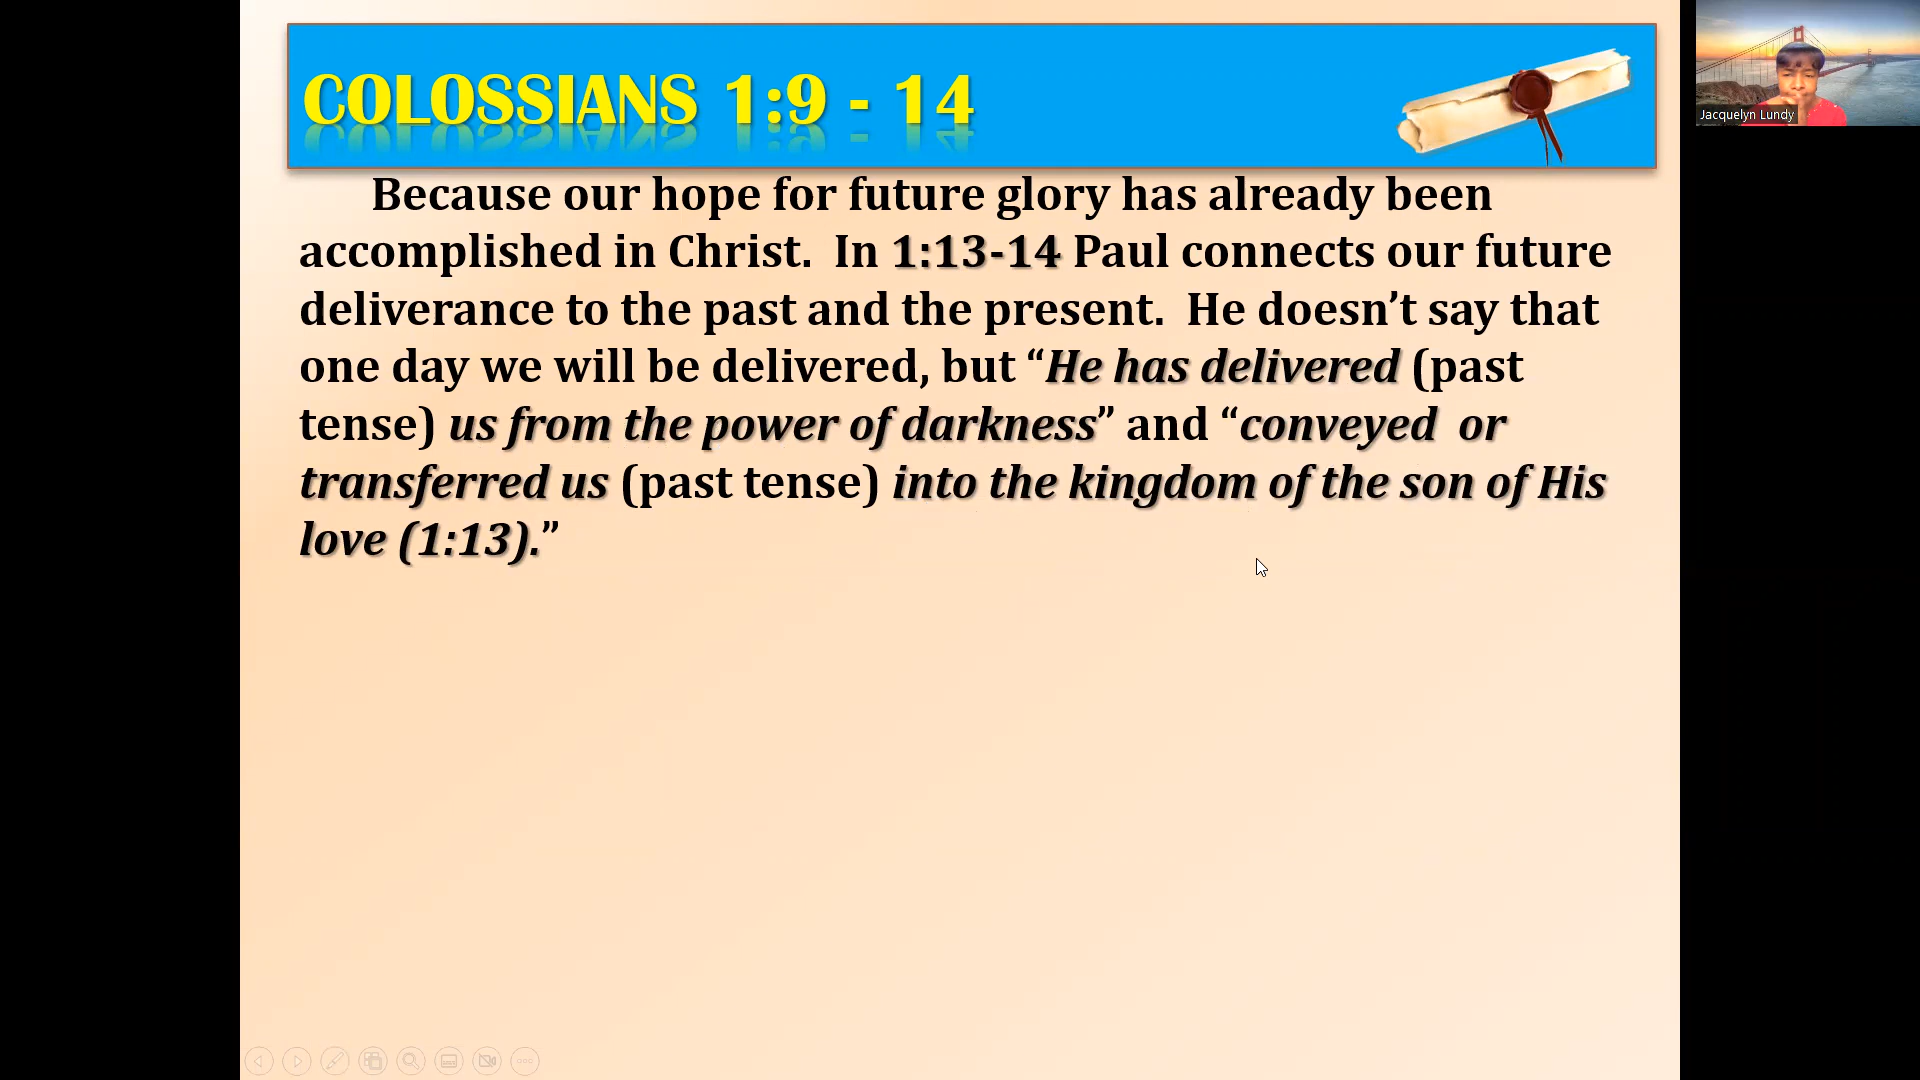 COLOSSIANS 1:9 - 14
Jacquelyn Lundy
Because our hope for future glory has already been
accomplished in Christ.  In 1:13-14 Paul connects our future
deliverance to the past and the present.  He doesn’t say that
one day we will be delivered, but “He has delivered (past
tense) us from the power of darkness” and “conveyed  or
transferred us (past tense) into the kingdom of the son of His
love (1:13).”